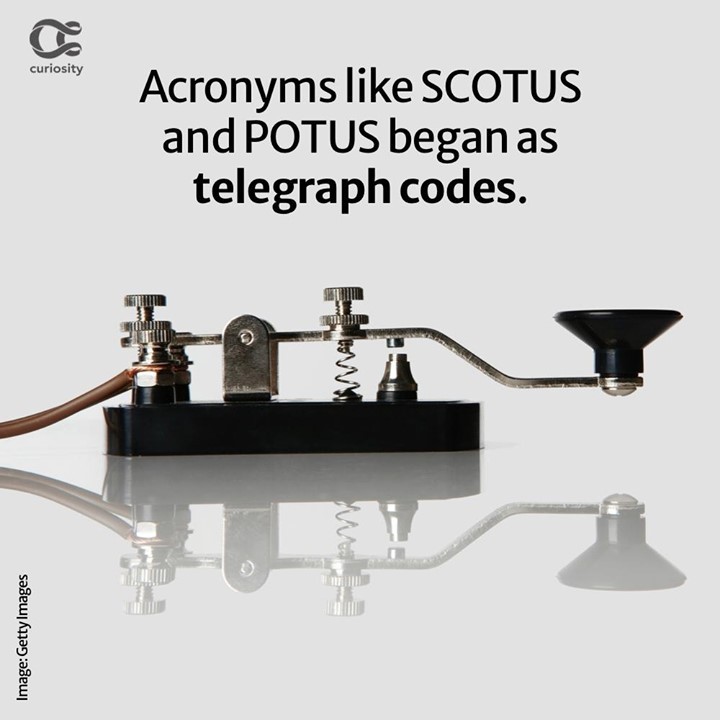 curiosity
Acronyms like SCOTUS
and POTUS began as
telegraph codes.
Image: Getty Images